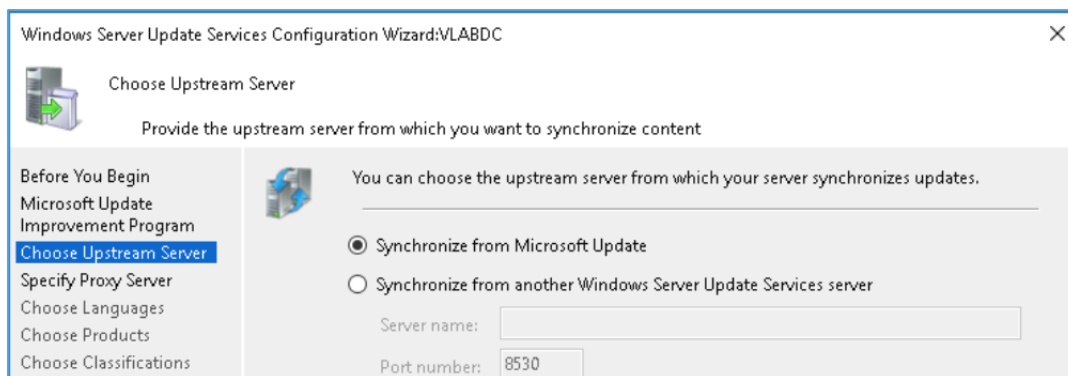 Windows Server Update Services Configuration Wizard:VLABDC
Choose Upstream Server
Provide the upstream server from which you want to synchronize content
Before You Begin
Microsoft Update
Improvement Program
Choose Upstream Server
Specify Proxy Server
Choose Languages
Choose Products
Choose Classifications
You can choose the upstream server from which your server synchronizes updates.
Synchronize from Microsoft Update
Synchronize from another Windows Server Update Services server
Server name:
Port number: 8530